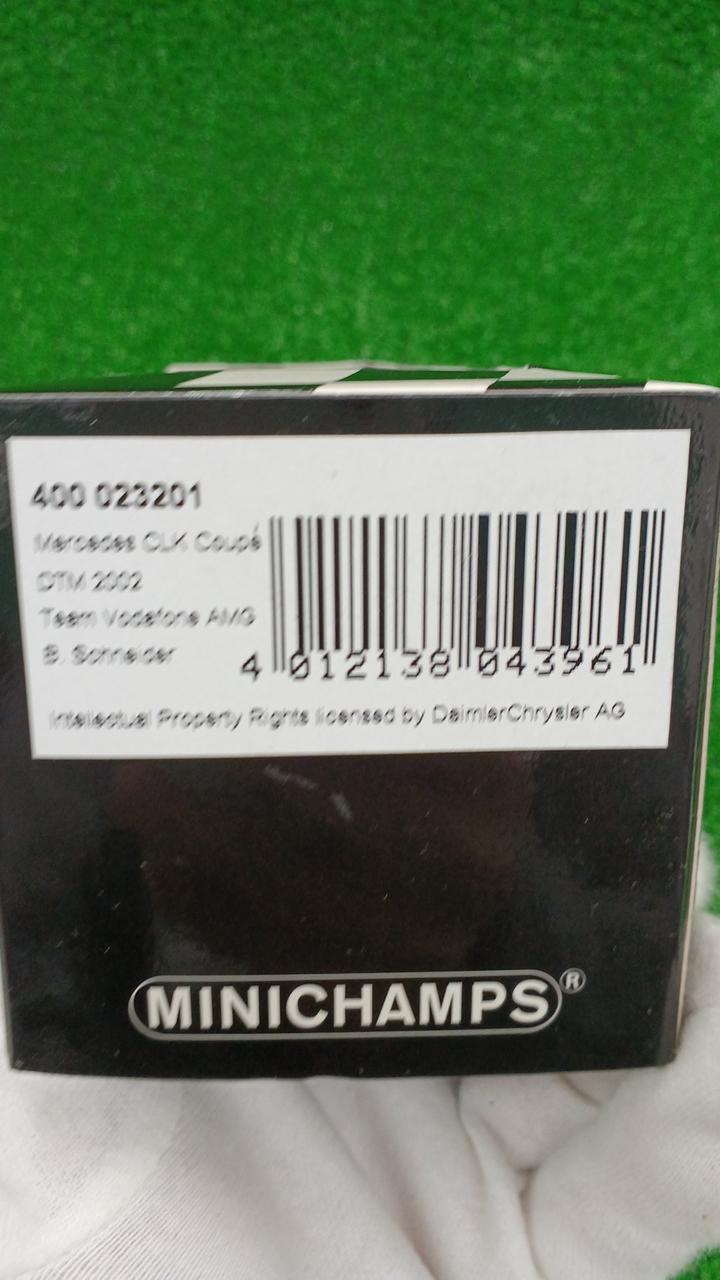 400 023201
Mercedes CLK Coupé
DTM 2002
Team Vodafone AMG
B. Schneider
4 012138 043961
Intellectual Property Rights licensed by DaimlerChrysler AG
MINICHAMPS®